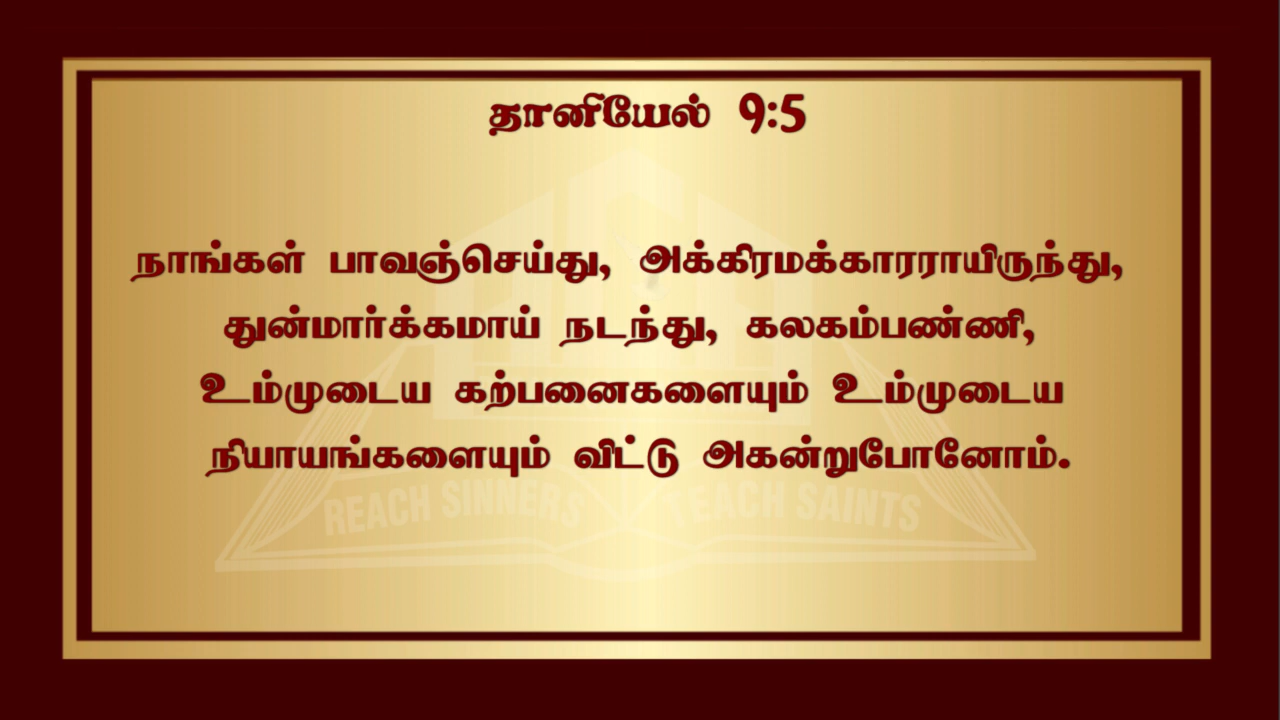 தானியேல் 9:5
நாங்கள் பாவஞ்செய்து, அக்கிரமக்காரராயிருந்து,
துன்மார்க்கமாய் நடந்து, கலகம்பண்ணி,
உம்முடைய கற்பனைகளையும் உம்முடைய
நியாயங்களையும் விட்டு அகன்றுபோனோம்.
REACH SINNERS TEACH SAINTS